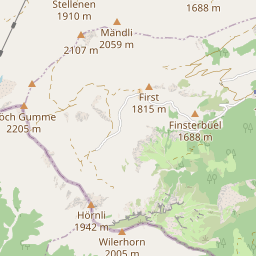 Stellenen
1910 m
1688 m
Mändli
2059 m
2107 m
First
1815 m
Finsterbüel
1688 m
och Gumme
2205 m
Hörnli
1942 m
Wilerhorn
2005 m